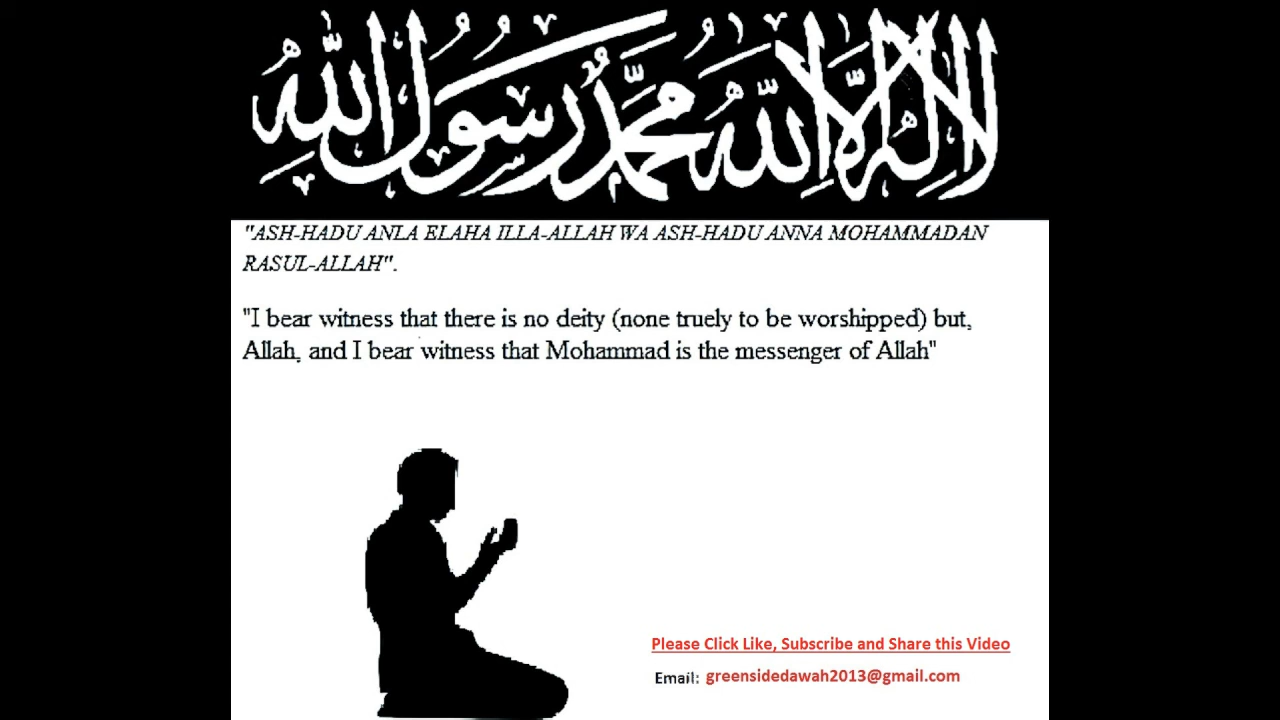 لا إله إلا الله محمد رسول الله
"ASH-HADU ANLA ELAHA ILLA-ALLAH WA ASH-HADU ANNA MOHAMMADAN
RASUL-ALLAH".
"I bear witness that there is no deity (none truely to be worshipped) but,
Allah, and I bear witness that Mohammad is the messenger of Allah"
Please Click Like, Subscribe and Share this Video
Email: greensidedawah2013@gmail.com